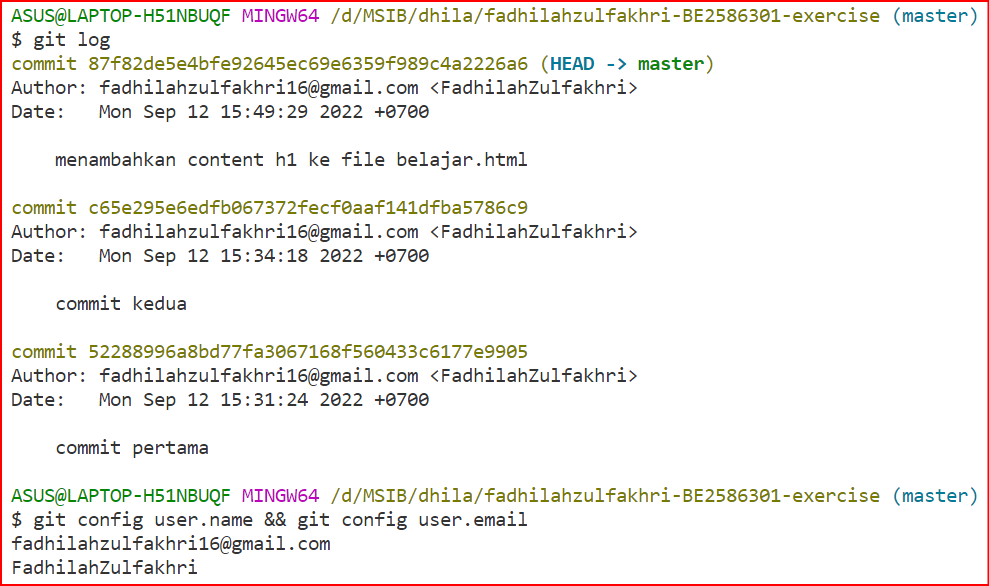 ASUS@LAPTOP-H51NBUQF MINGW64 /d/MSIB/dhila/fadhilahzulfakhri-BE2586301-exercise (master)
$ git log
commit 87f82de5e4bfe92645ec69e6359f989c4a2226a6 (HEAD -> master)
Author: fadhilahzulfakhri16@gmail.com <FadhilahZulfakhri>
Date:   Mon Sep 12 15:49:29 2022 +0700
    menambahkan content h1 ke file belajar.html
commit c65e295e6edfb067372fecf0aaf141dfba5786c9
Author: fadhilahzulfakhri16@gmail.com <FadhilahZulfakhri>
Date:   Mon Sep 12 15:34:18 2022 +0700
    commit kedua
commit 52288996a8bd77fa3067168f560433c6177e9905
Author: fadhilahzulfakhri16@gmail.com <FadhilahZulfakhri>
Date:   Mon Sep 12 15:31:24 2022 +0700
    commit pertama
ASUS@LAPTOP-H51NBUQF MINGW64 /d/MSIB/dhila/fadhilahzulfakhri-BE2586301-exercise (master)
$ git config user.name && git config user.email
fadhilahzulfakhri16@gmail.com
FadhilahZulfakhri